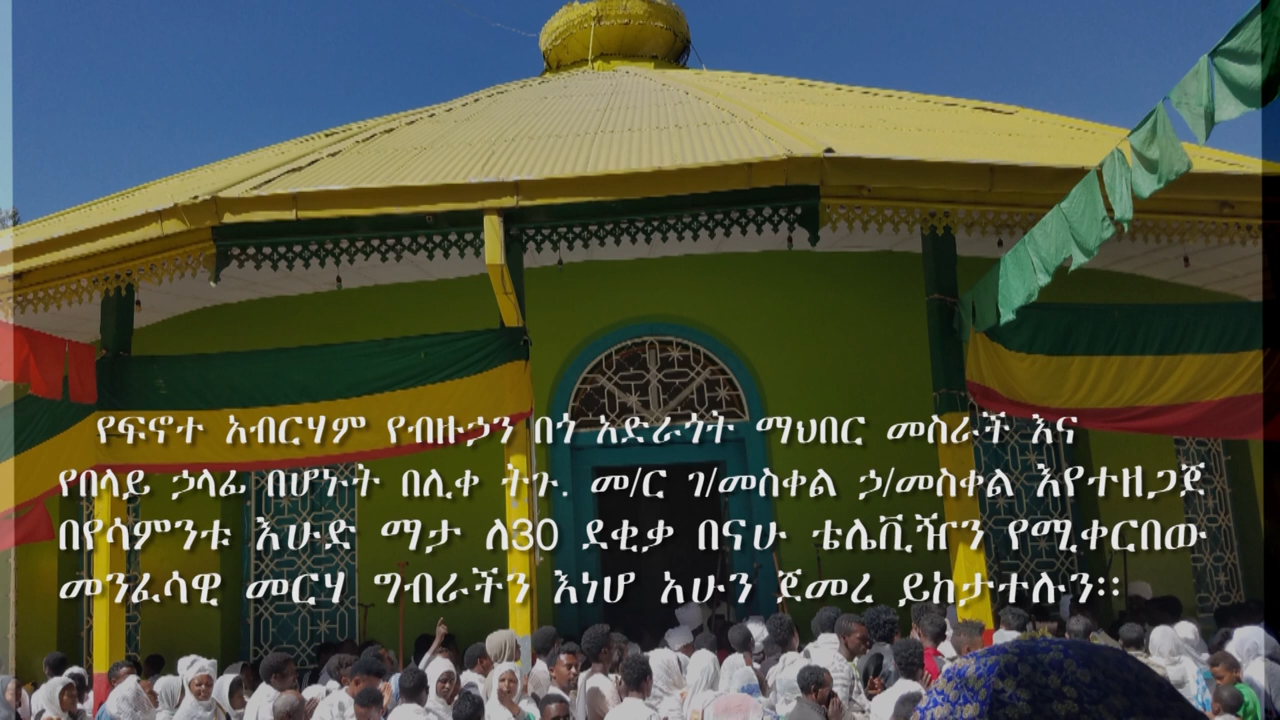 የፍኖተ አብርሃም የብዙኃን በጎ አድራጎት ማህበር መስራች እና
የበላይ ኃላፊ በሆኑት በሊቀ ትጉ. መ/ር ገ/መስቀል ኃ/መስቀል እየተዘጋጀ
በየሳምንቱ እሁድ ማታ ለ30 ደቂቃ በናሁ ቴሌቪዥን የሚቀርበው
መንፈሳዊ መርሃ ግብራችን እነሆ አሁን ጀመረ ይከታተሉን፡፡